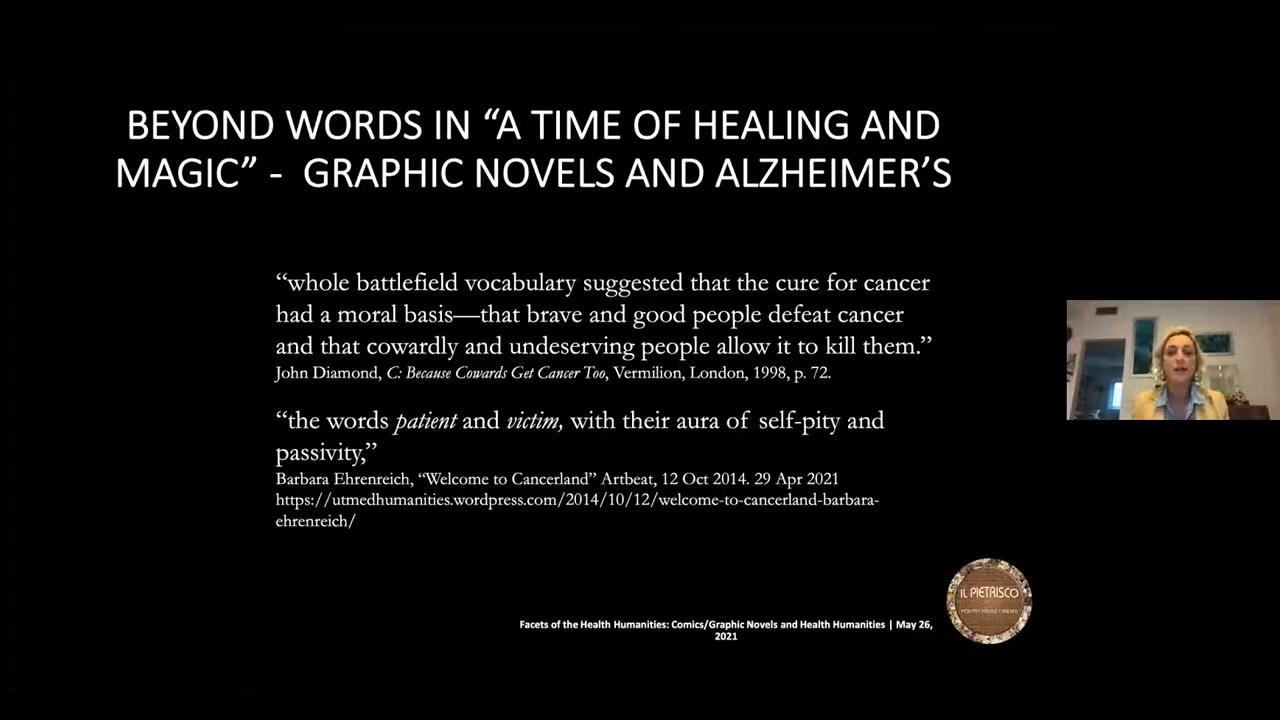 BEYOND WORDS IN “A TIME OF HEALING AND
MAGIC” -  GRAPHIC NOVELS AND ALZHEIMER’S
“whole battlefield vocabulary suggested that the cure for cancer
had a moral basis—that brave and good people defeat cancer
and that cowardly and undeserving people allow it to kill them.”
John Diamond, C: Because Cowards Get Cancer Too, Vermilion, London, 1998, p. 72.
“the words patient and victim, with their aura of self-pity and
passivity,”
Barbara Ehrenreich, “Welcome to Cancerland” Artbeat, 12 Oct 2014. 29 Apr 2021
https://utmedhumanities.wordpress.com/2014/10/12/welcome-to-cancerland-barbara-
ehrenreich/
IL PIETRISCO
POETRY PROSE CINEMA
Facets of the Health Humanities: Comics/Graphic Novels and Health Humanities | May 26,
2021